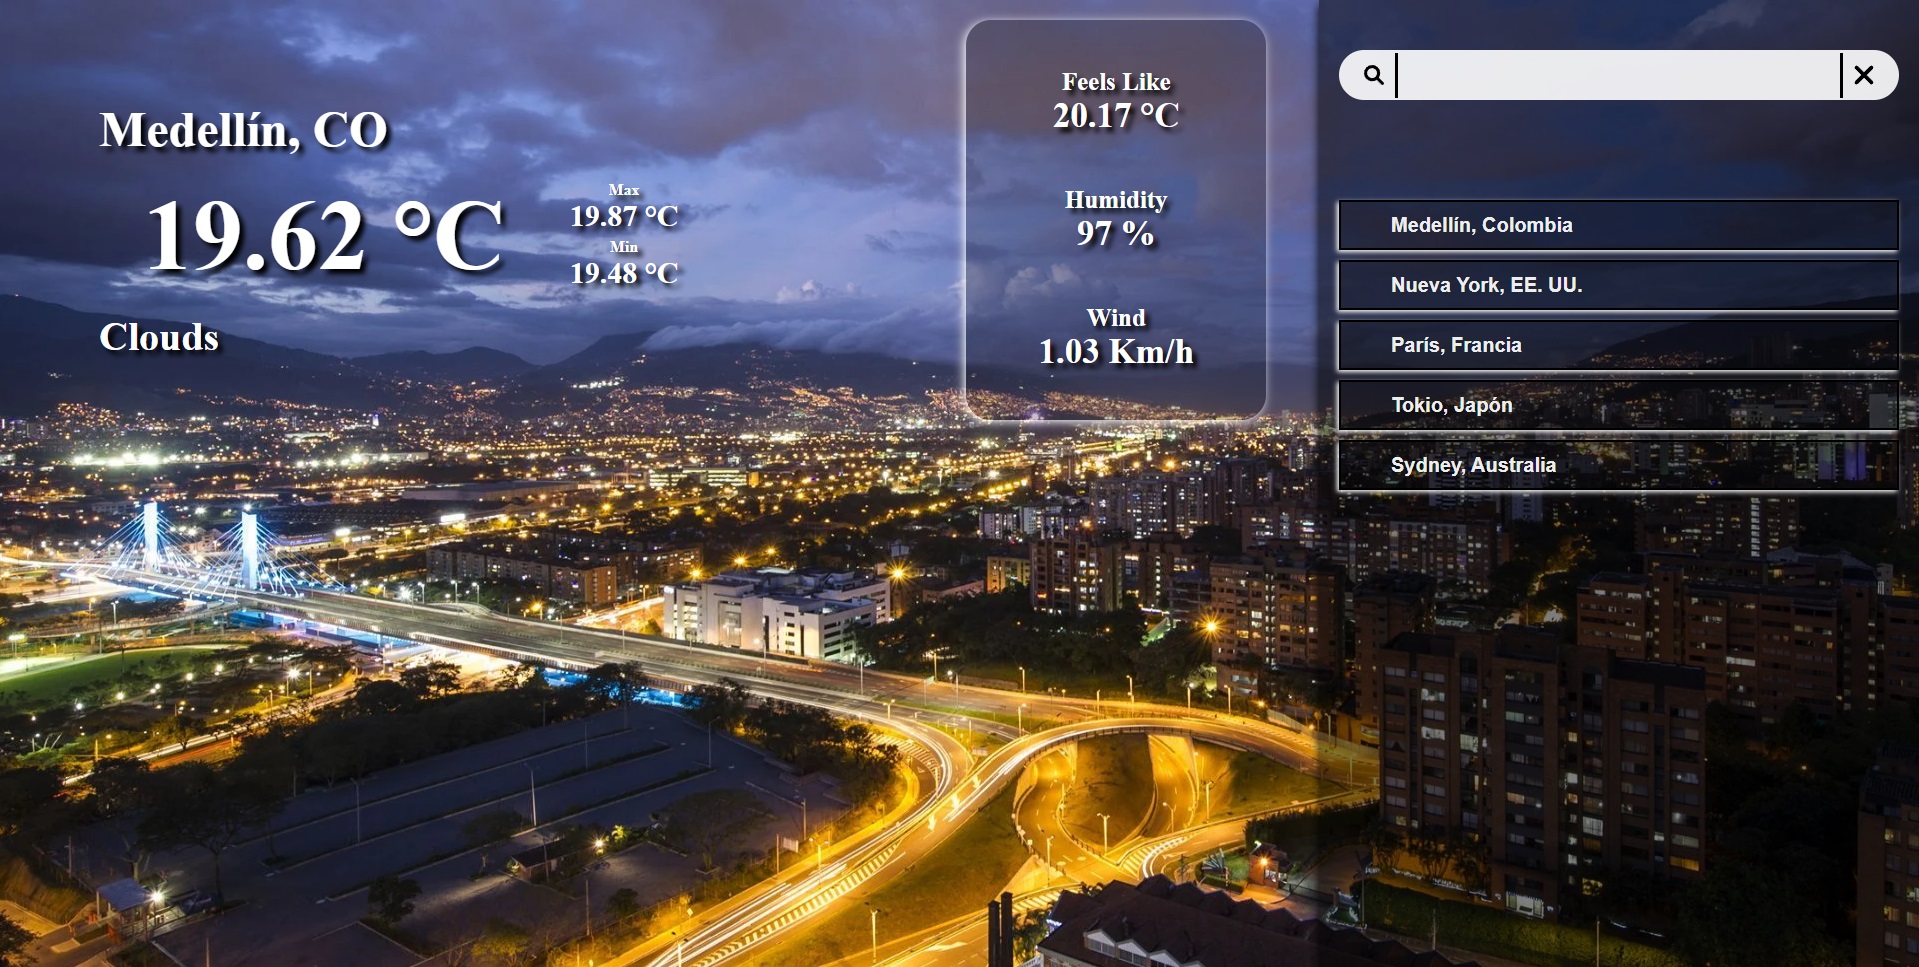 Medellín, CO
19.62 °C
Max
19.87 °C
Min
19.48 °C
Clouds
Feels Like
20.17 °C
Humidity
97 %
Wind
1.03 Km/h
Medellín, Colombia
Nueva York, EE. UU.
París, Francia
Tokio, Japón
Sydney, Australia